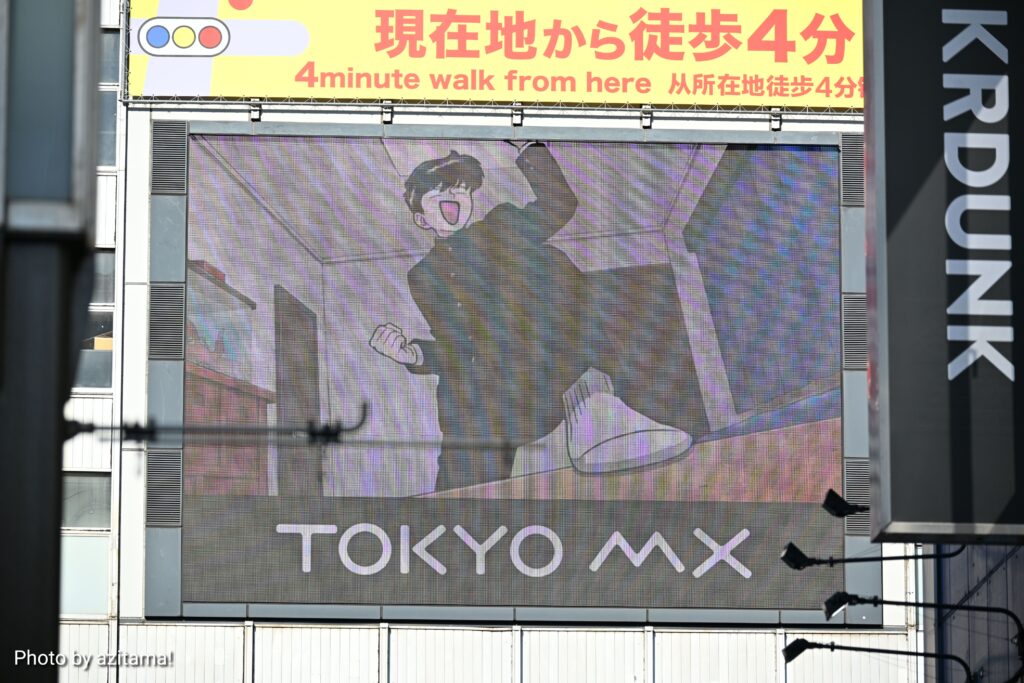 現在地から徒歩4分
4minute walk from here 从所在地徒歩4分
KRDUNK
TOKYO MX
Photo by azitama!